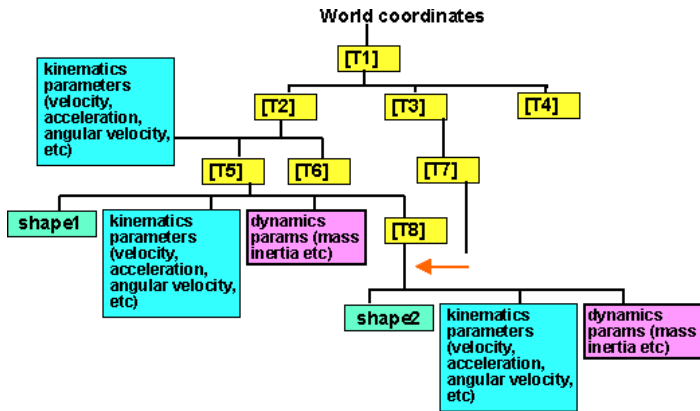 World coordinates
[T1]
kinematics
parameters
(velocity,
acceleration,
angular velocity,
etc)
[T2]
[T3]
[T4]
[T5]
[T6]
[T7]
shape1
kinematics
parameters
(velocity,
acceleration,
angular velocity,
etc)
dynamics
params (mass
inertia etc)
[T8]
shape2
kinematics
parameters
(velocity,
acceleration,
angular velocity,
etc)
dynamics
params (mass
inertia etc)